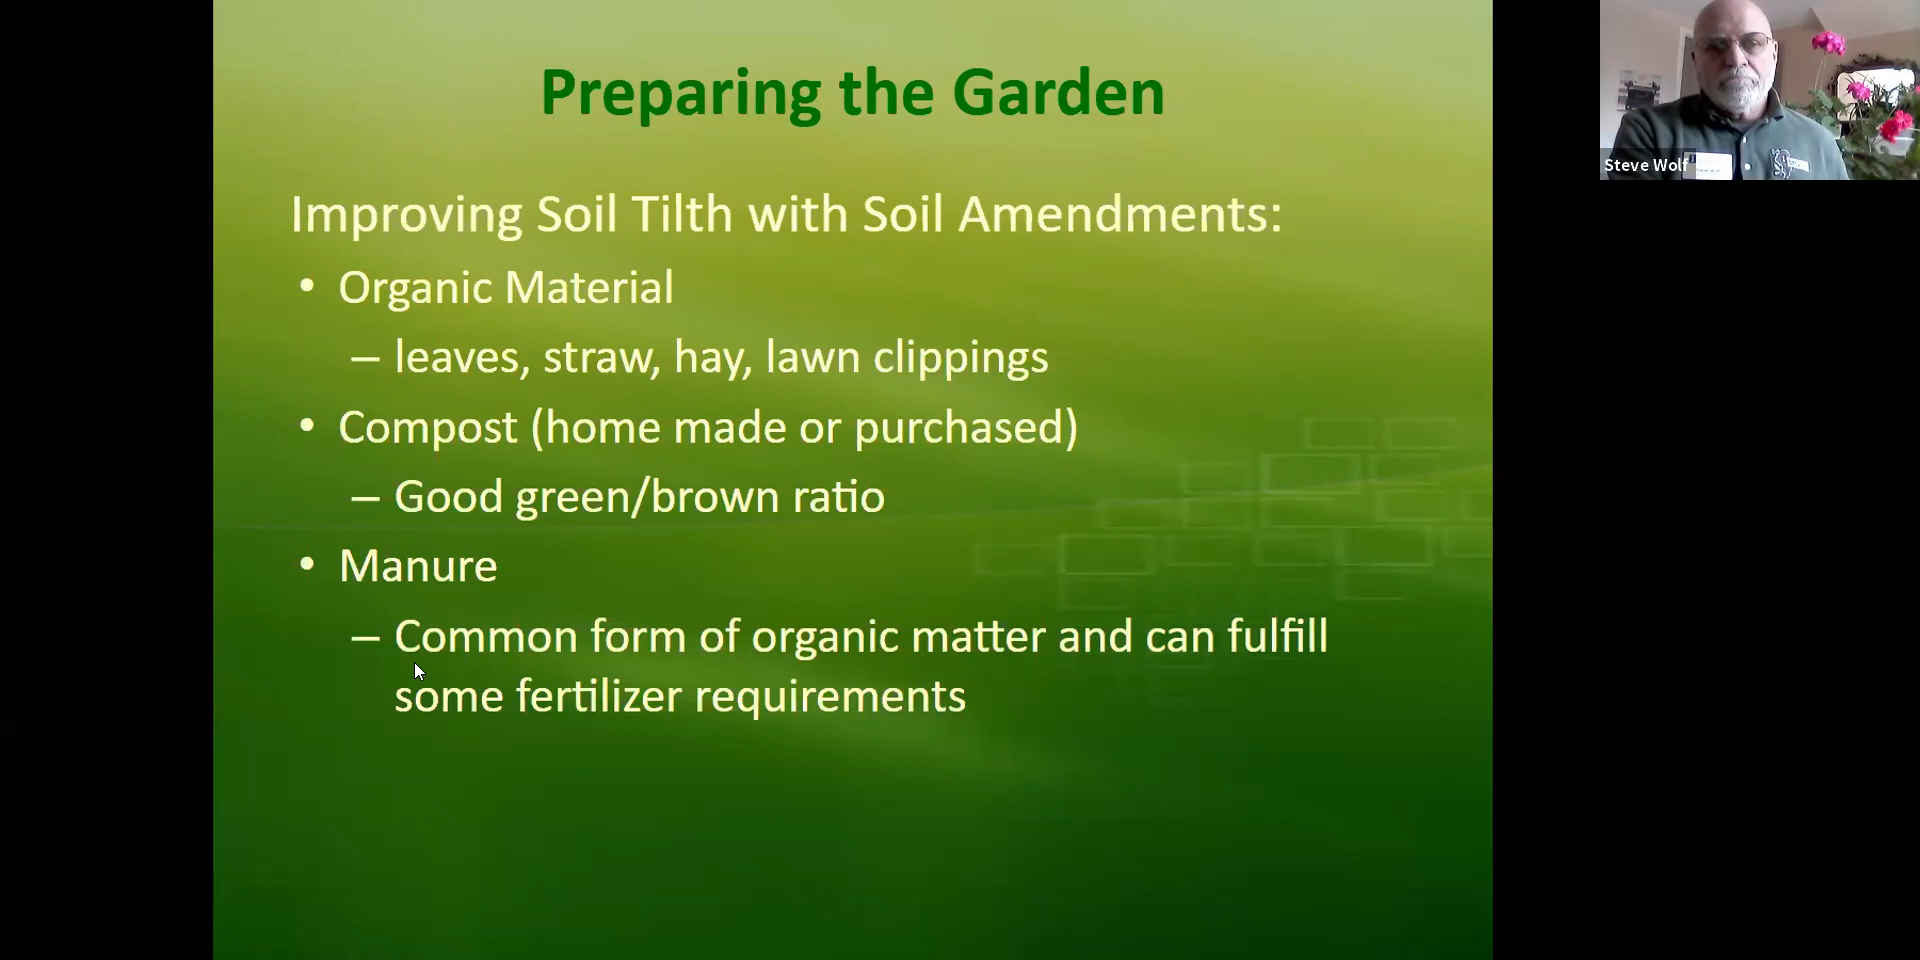 Preparing the Garden
Improving Soil Tilth with Soil Amendments:
• Organic Material
– leaves, straw, hay, lawn clippings
• Compost (home made or purchased)
– Good green/brown ratio
• Manure
– Common form of organic matter and can fulfill
some fertilizer requirements
Steve Wolf